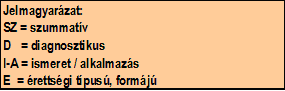 Jelmagyarázat:
SZ = szummatív
D = diagnosztikus
I-A = ismeret / alkalmazás
E = érettségi típusú, formájú